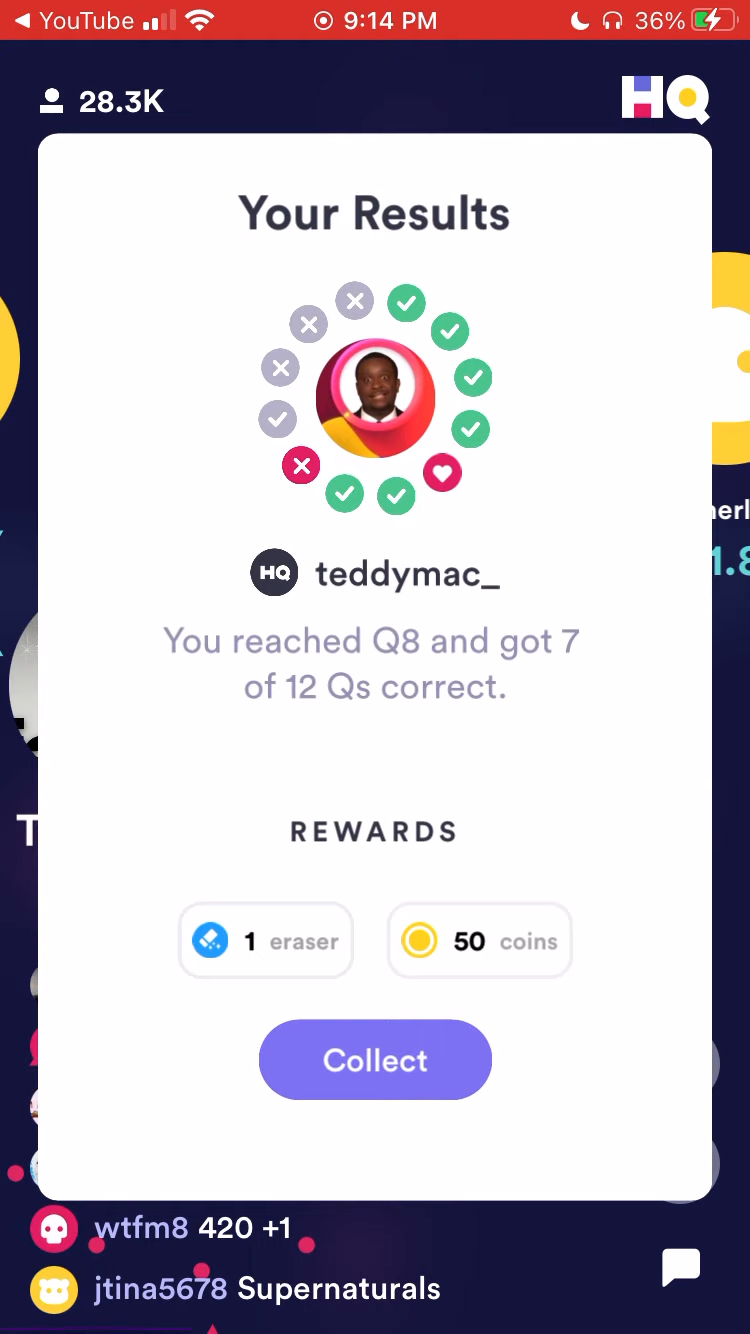 ◀ YouTube 9:14 PM 36%
28.3K HQ
Your Results
HQ teddymac_
You reached Q8 and got 7
of 12 Qs correct.
REWARDS
1 eraser 50 coins
Collect
wtfm8 420 +1
jtina5678 Supernaturals